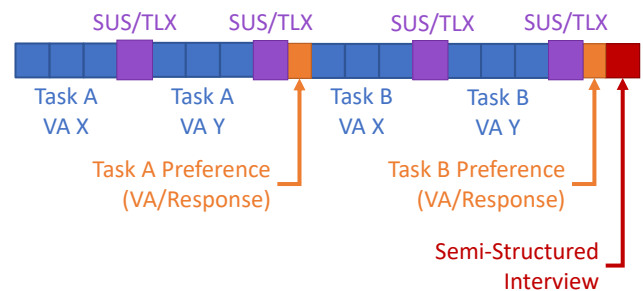 SUS/TLX SUS/TLX SUS/TLX SUS/TLX
Task A Task A Task B Task B
VA X VA Y VA X VA Y
Task A Preference
(VA/Response)
Task B Preference
(VA/Response)
Semi-Structured
Interview